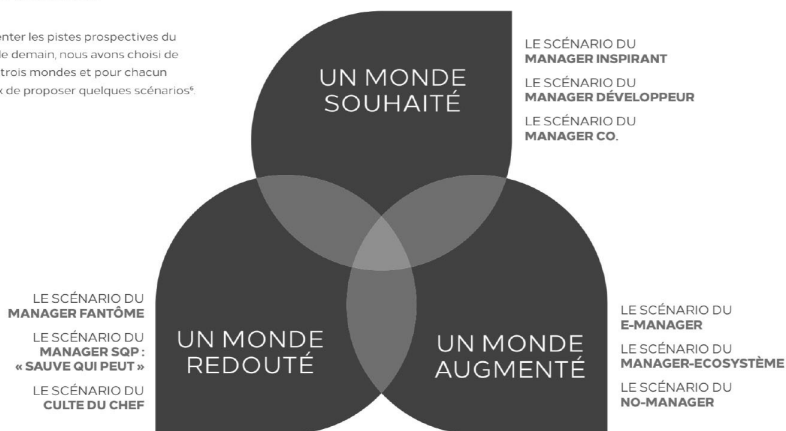 nter les pistes prospectives du
le demain, nous avons choisi de
trois mondes et pour chacun
x de proposer quelques scénarios⁶.
UN MONDE
SOUHAITÉ
LE SCÉNARIO DU
MANAGER INSPIRANT
LE SCÉNARIO DU
MANAGER DÉVELOPPEUR
LE SCÉNARIO DU
MANAGER CO.
LE SCÉNARIO DU
MANAGER FANTÔME
LE SCÉNARIO DU
MANAGER SQP :
« SAUVE QUI PEUT »
LE SCÉNARIO DU
CULTE DU CHEF
UN MONDE
REDOUTÉ
UN MONDE
AUGMENTÉ
LE SCÉNARIO DU
E-MANAGER
LE SCÉNARIO DU
MANAGER-ECOSYSTÈME
LE SCÉNARIO DU
NO-MANAGER